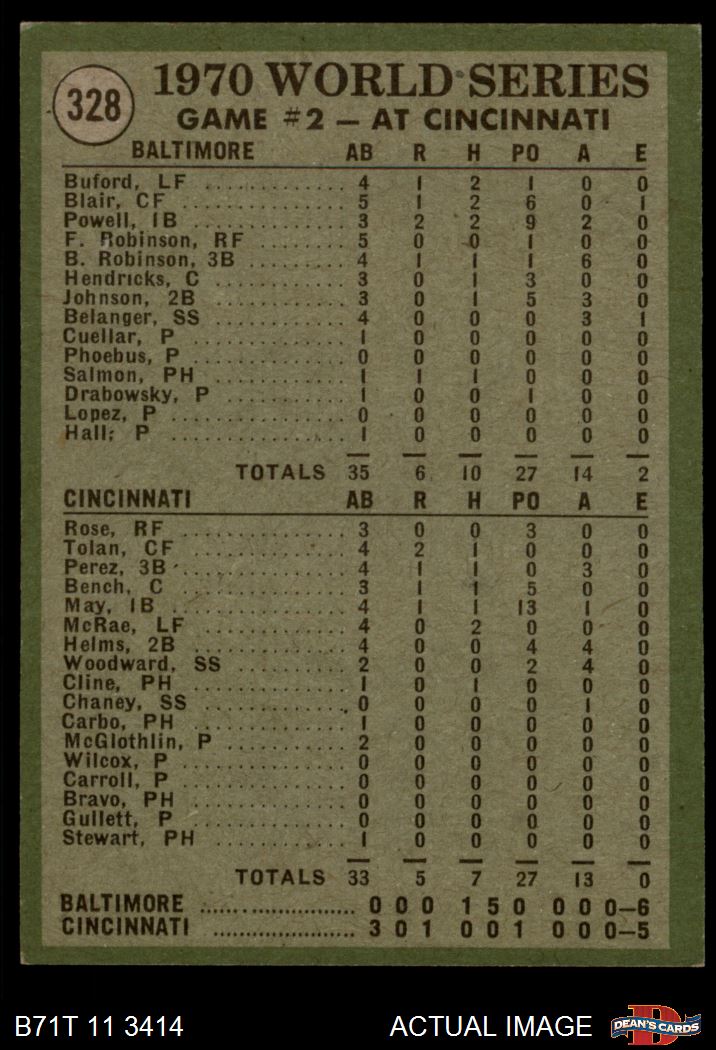 328
1970 WORLD SERIES
GAME #2 — AT CINCINNATI
BALTIMORE AB R H PO A E
Buford, LF .......... 4 1 2 1 0 0
Blair, CF .......... 5 1 2 6 0 1
Powell, 1B .......... 3 2 2 9 2 0
F. Robinson, RF .......... 5 0 0 1 0 0
B. Robinson, 3B .......... 4 1 1 1 6 0
Hendricks, C .......... 3 0 1 3 0 0
Johnson, 2B .......... 3 0 1 5 3 0
Belanger, SS .......... 4 0 0 0 3 1
Cuellar, P .......... 1 0 0 0 0 0
Phoebus, P .......... 0 0 0 0 0 0
Salmon, PH .......... 1 1 1 0 0 0
Drabowsky, P .......... 1 0 0 1 0 0
Lopez, P .......... 0 0 0 0 0 0
Hall, P .......... 1 0 0 0 0 0
TOTALS 35 6 10 27 14 2
CINCINNATI AB R H PO A E
Rose, RF .......... 3 0 0 3 0 0
Tolan, CF .......... 4 2 1 0 0 0
Perez, 3B .......... 4 1 1 0 3 0
Bench, C .......... 3 1 1 5 0 0
May, 1B .......... 4 1 1 13 1 0
McRae, LF .......... 4 0 2 0 0 0
Helms, 2B .......... 4 0 0 4 4 0
Woodward, SS .......... 2 0 0 2 4 0
Cline, PH .......... 1 0 1 0 0 0
Chaney, SS .......... 0 0 0 0 1 0
Carbo, PH .......... 1 0 0 0 0 0
McGlothlin, P .......... 2 0 0 0 0 0
Wilcox, P .......... 0 0 0 0 0 0
Carroll, P .......... 0 0 0 0 0 0
Bravo, PH .......... 0 0 0 0 0 0
Gullett, P .......... 0 0 0 0 0 0
Stewart, PH .......... 1 0 0 0 0 0
TOTALS 33 5 7 27 13 0
BALTIMORE .......... 0 0 0 1 5 0 0 0 0—6
CINCINNATI .......... 3 0 1 0 0 1 0 0 0—5
B71T 11 3414 ACTUAL IMAGE DEAN'S CARDS